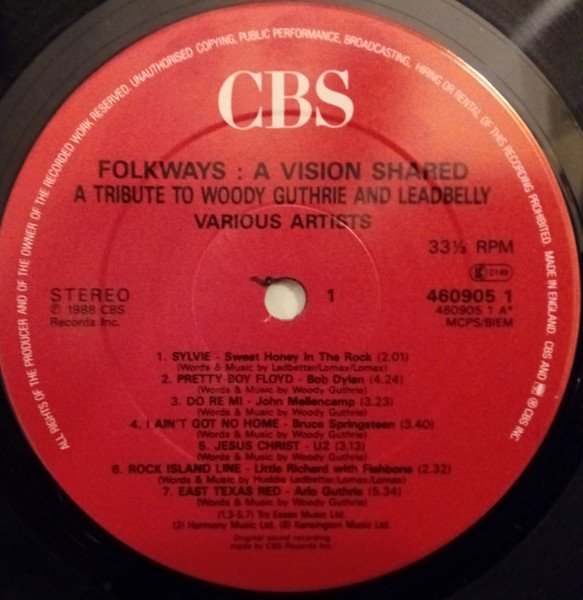 CBS
FOLKWAYS : A VISION SHARED
A TRIBUTE TO WOODY GUTHRIE AND LEADBELLY
VARIOUS ARTISTS
33⅓ RPM
0149
STEREO
℗ 1988 CBS
Records Inc.
1
460905 1
460905 1 A*
MCPS/BIEM
1. SYLVIE - Sweet Honey In The Rock (2.01)
(Words & Music by Ledbetter/Lomax/Lomax)
2. PRETTY BOY FLOYD - Bob Dylan (4.24)
(Words & Music by Woody Guthrie)
3. DO RE MI - John Mellencamp (3.23)
(Words & Music by Woody Guthrie)
4. I AIN'T GOT NO HOME - Bruce Springsteen (3.40)
(Words & Music by Woody Guthrie)
5. JESUS CHRIST - U2 (3.13)
(Words & Music by Woody Guthrie)
6. ROCK ISLAND LINE - Little Richard with Fishbone (2.32)
(Words & Music by Huddie Ledbetter/Lomax/Lomax)
7. EAST TEXAS RED - Arlo Guthrie (5.34)
(Words & Music by Woody Guthrie)
(1,3-5,7) Tro Essex Music Ltd.
(2) Harmony Music Ltd. (6) Kensington Music Ltd.
Original sound recording
made by CBS Records Inc.
ALL RIGHTS OF THE PRODUCER AND OF THE OWNER OF THE RECORDED WORK RESERVED. UNAUTHORISED COPYING, PUBLIC PERFORMANCE, BROADCASTING, HIRING OR RENTAL OF THIS RECORDING PROHIBITED. MADE IN ENGLAND. CBS AND ® CBS INC